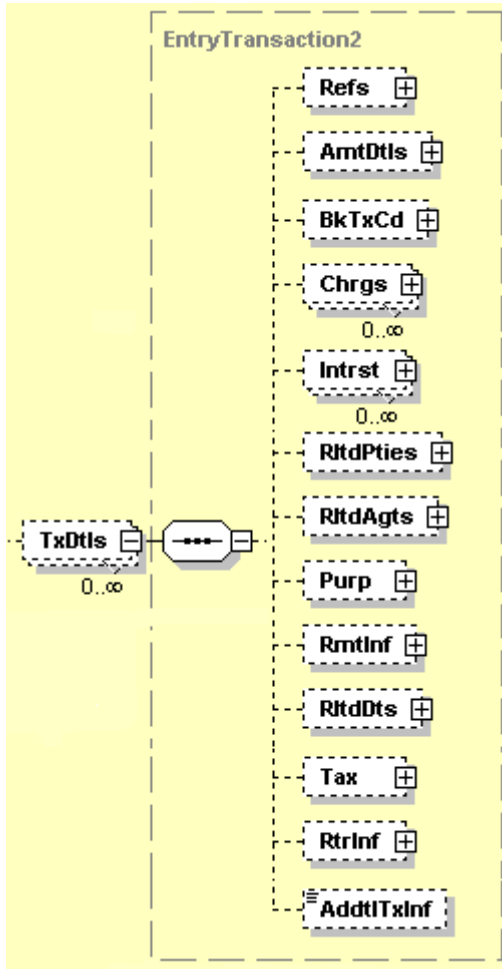 EntryTransaction2
Refs
AmtDtls
BkTxCd
Chrgs
0..∞
Intrst
0..∞
RltdPties
RltdAgts
TxDtls
0..∞
Purp
RmtInf
RltdDts
Tax
RtrInf
AddtlTxInf